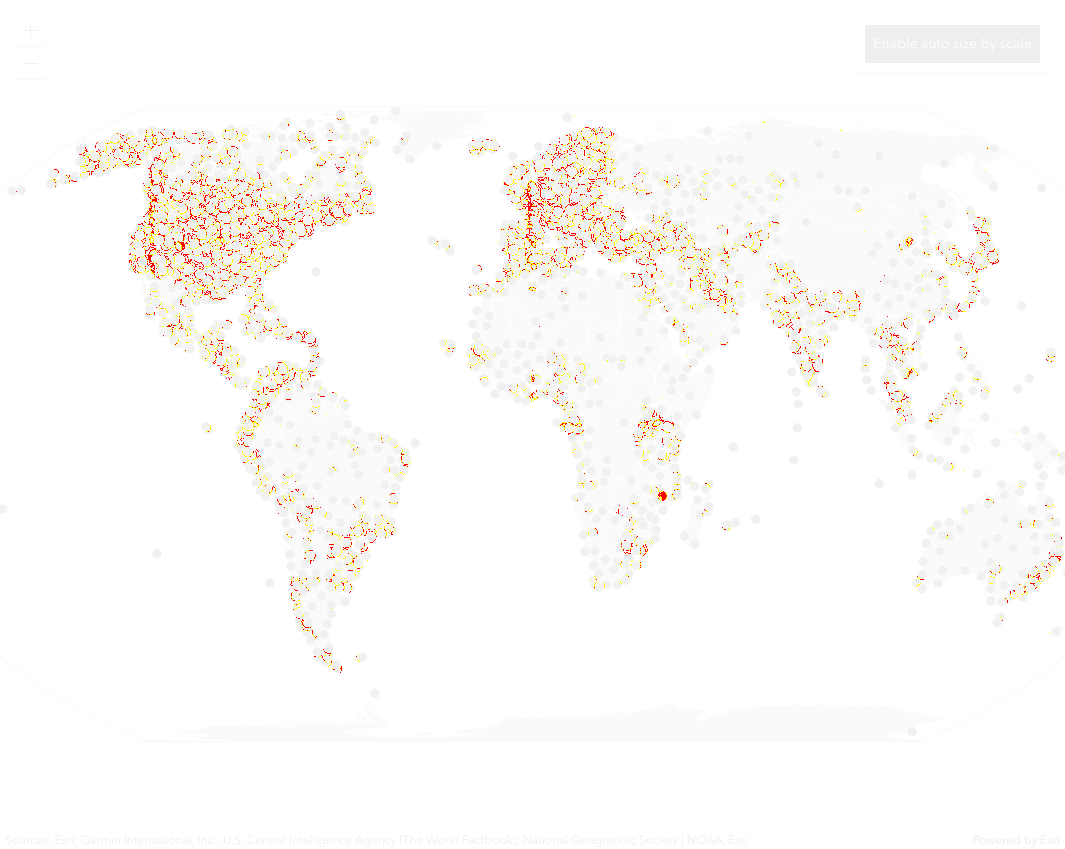 Enable auto size by scale
Sources: Esri; Garmin International, Inc.; U.S. Central Intelligence Agency (The World Factbook); National Geographic Society | NOAA, Esri
Powered by Esri